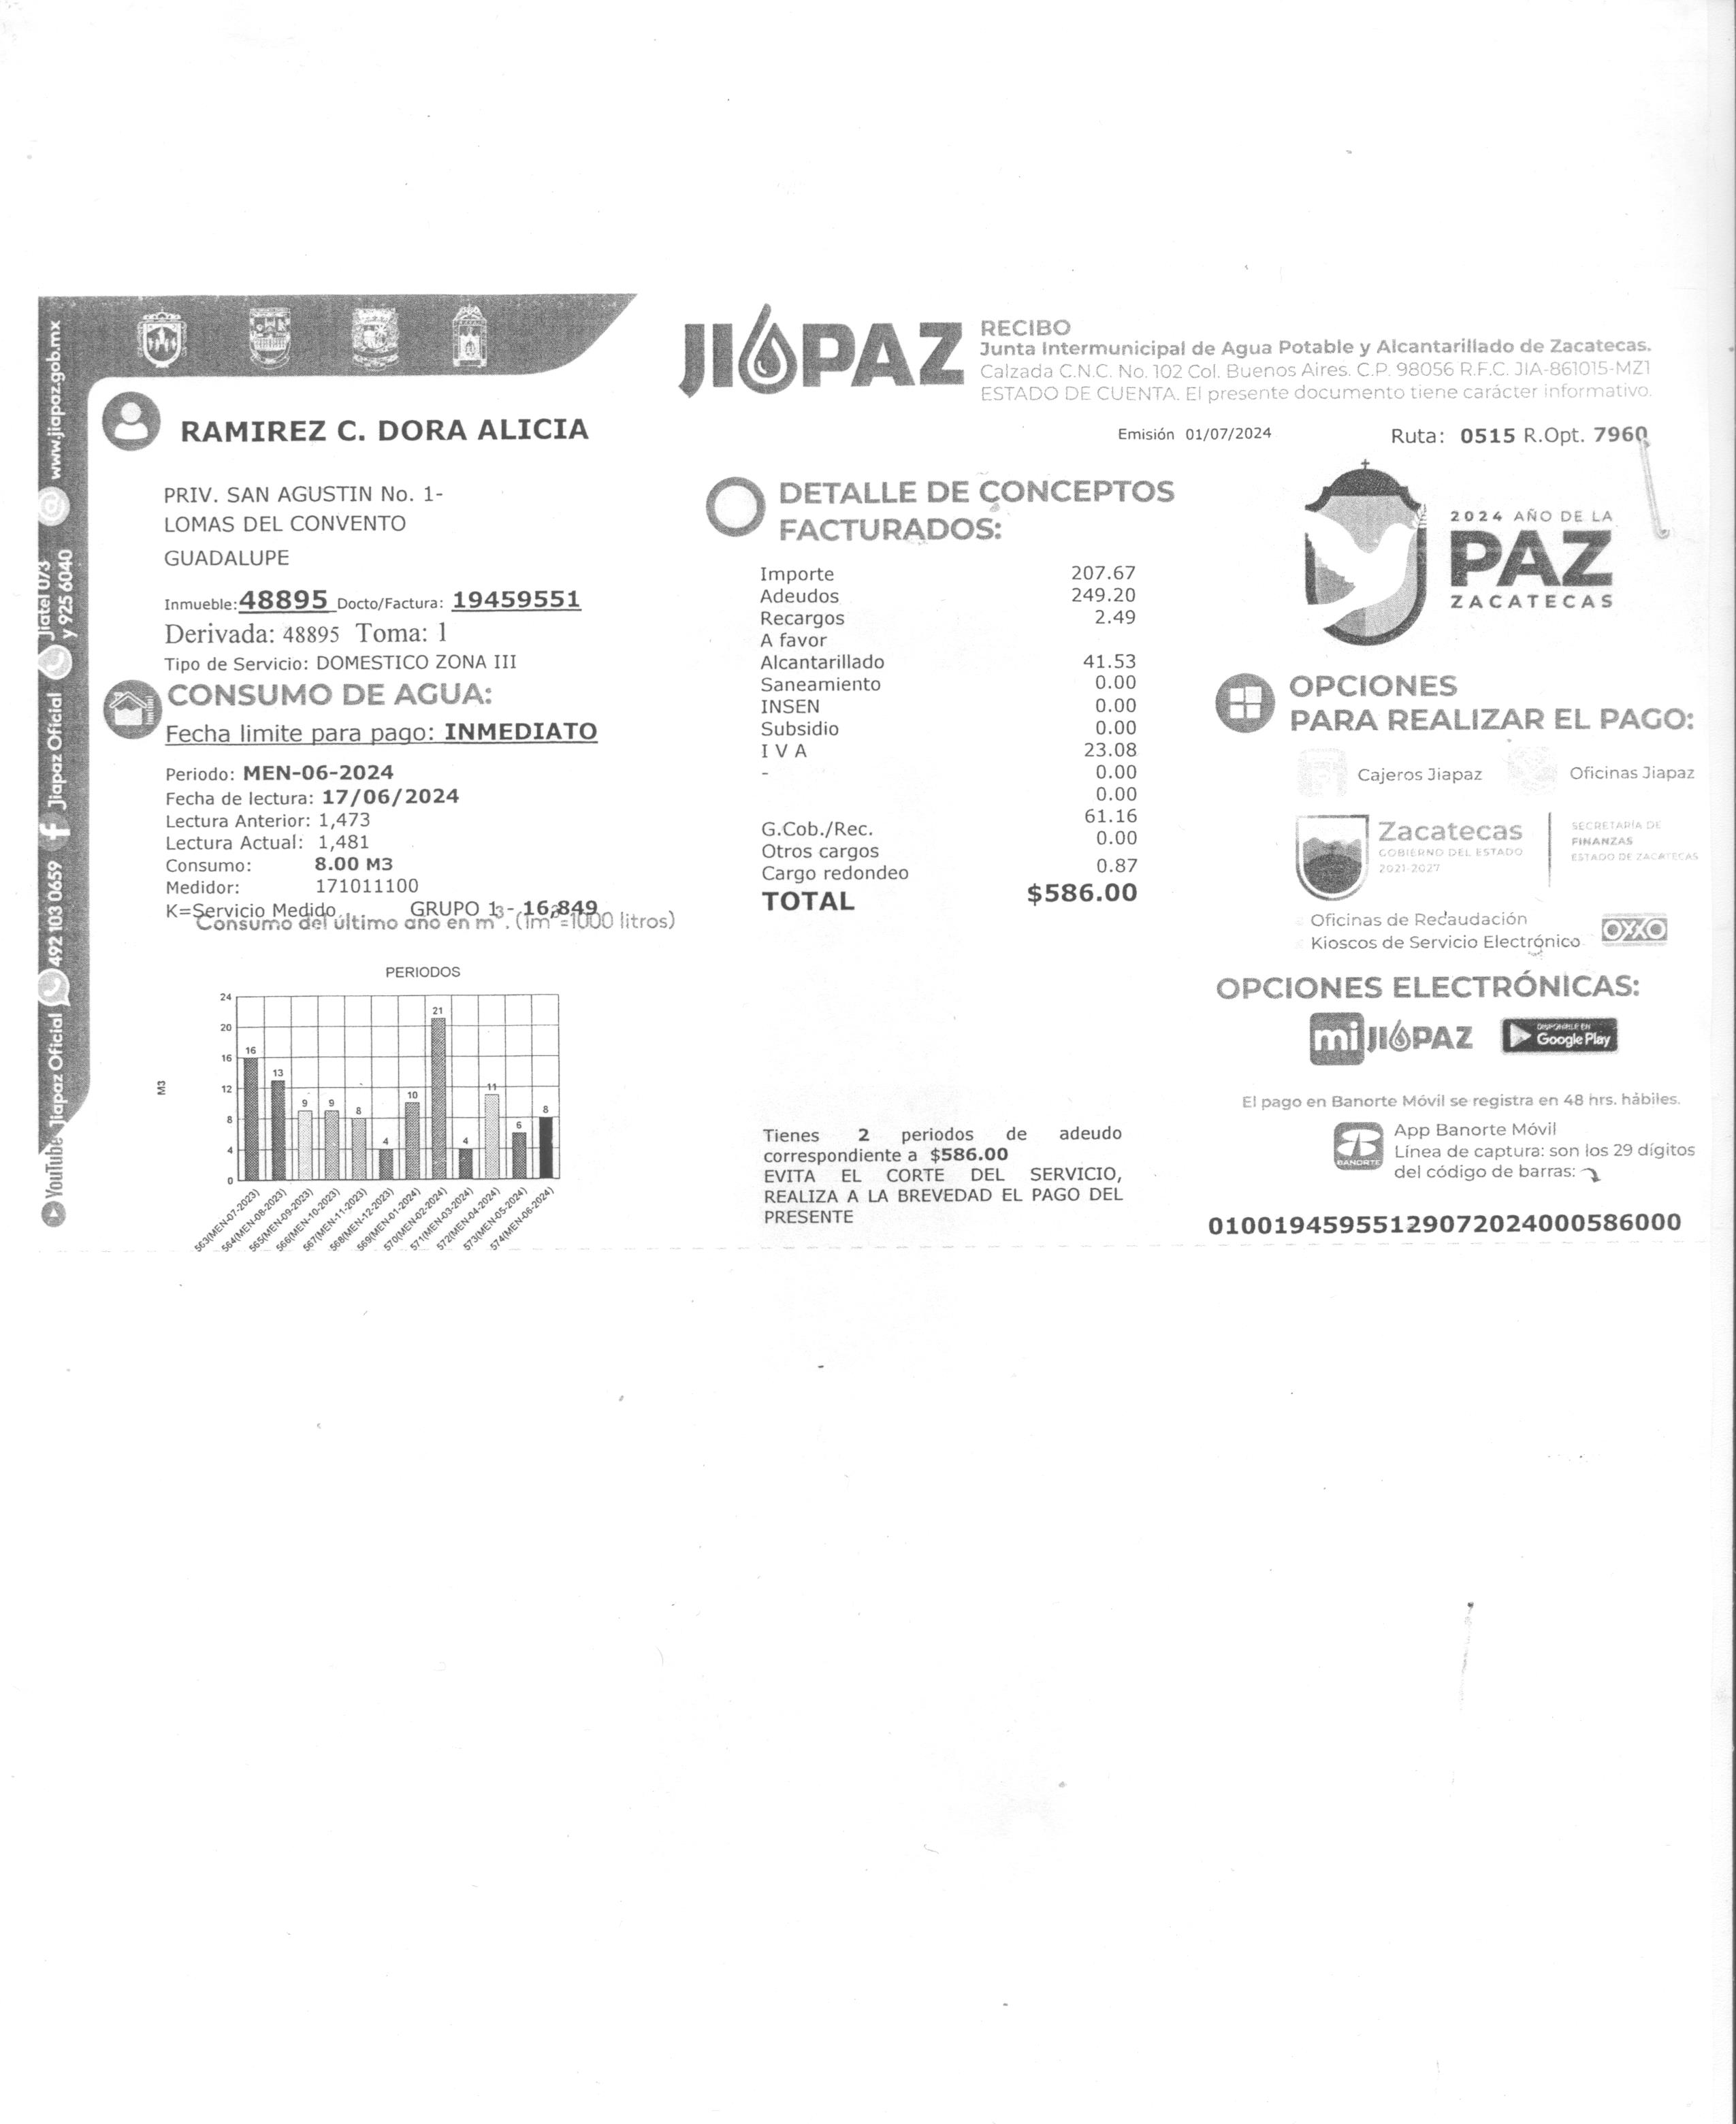 JIAPAZ
RECIBO
Junta Intermunicipal de Agua Potable y Alcantarillado de Zacatecas.
Calzada C.N.C. No. 102 Col. Buenos Aires. C.P. 98056 R.F.C. JIA-861015-MZ1
ESTADO DE CUENTA. El presente documento tiene carácter informativo.
Emisión 01/07/2024
Ruta: 0515 R.Opt. 7960
RAMIREZ C. DORA ALICIA
PRIV. SAN AGUSTIN No. 1-
LOMAS DEL CONVENTO
GUADALUPE
Inmueble: 48895 Docto/Factura: 19459551
Derivada: 48895 Toma: 1
Tipo de Servicio: DOMESTICO ZONA III
CONSUMO DE AGUA:
Fecha limite para pago: INMEDIATO
Periodo: MEN-06-2024
Fecha de lectura: 17/06/2024
Lectura Anterior: 1,473
Lectura Actual: 1,481
Consumo: 8.00 M3
Medidor: 171011100
K=Servicio Medido GRUPO 1 - 16,849
Consumo del último año en m³. (1m³=1000 litros)
PERIODOS
M3
24
20
16
12
8
4
0
16
13
9
9
8
4
10
21
4
11
6
8
563(MEN-07-2023)
564(MEN-08-2023)
565(MEN-09-2023)
566(MEN-10-2023)
567(MEN-11-2023)
568(MEN-12-2023)
569(MEN-01-2024)
570(MEN-02-2024)
571(MEN-03-2024)
572(MEN-04-2024)
573(MEN-05-2024)
574(MEN-06-2024)
DETALLE DE CONCEPTOS
FACTURADOS:
Importe 207.67
Adeudos 249.20
Recargos 2.49
A favor
Alcantarillado 41.53
Saneamiento 0.00
INSEN 0.00
Subsidio 0.00
I V A 23.08
- 0.00
0.00
G.Cob./Rec. 61.16
Otros cargos 0.00
Cargo redondeo 0.87
TOTAL $586.00
Tienes 2 periodos de adeudo
correspondiente a $586.00
EVITA EL CORTE DEL SERVICIO,
REALIZA A LA BREVEDAD EL PAGO DEL
PRESENTE
2024 AÑO DE LA
PAZ
ZACATECAS
OPCIONES
PARA REALIZAR EL PAGO:
Cajeros Jiapaz
Oficinas Jiapaz
Zacatecas
GOBIERNO DEL ESTADO
2021-2027
SECRETARÍA DE
FINANZAS
ESTADO DE ZACATECAS
Oficinas de Recaudación
Kioscos de Servicio Electrónico
OXXO
OPCIONES ELECTRÓNICAS:
mi JIAPAZ
DISPONIBLE EN
Google Play
El pago en Banorte Móvil se registra en 48 hrs. hábiles.
BANORTE
App Banorte Móvil
Línea de captura: son los 29 dígitos
del código de barras:
01001945955129072024000586000
www.jiapaz.gob.mx
Jiatel 073
y 925 6040
Jiapaz Oficial
492 103 0659
Jiapaz Oficial
YouTube